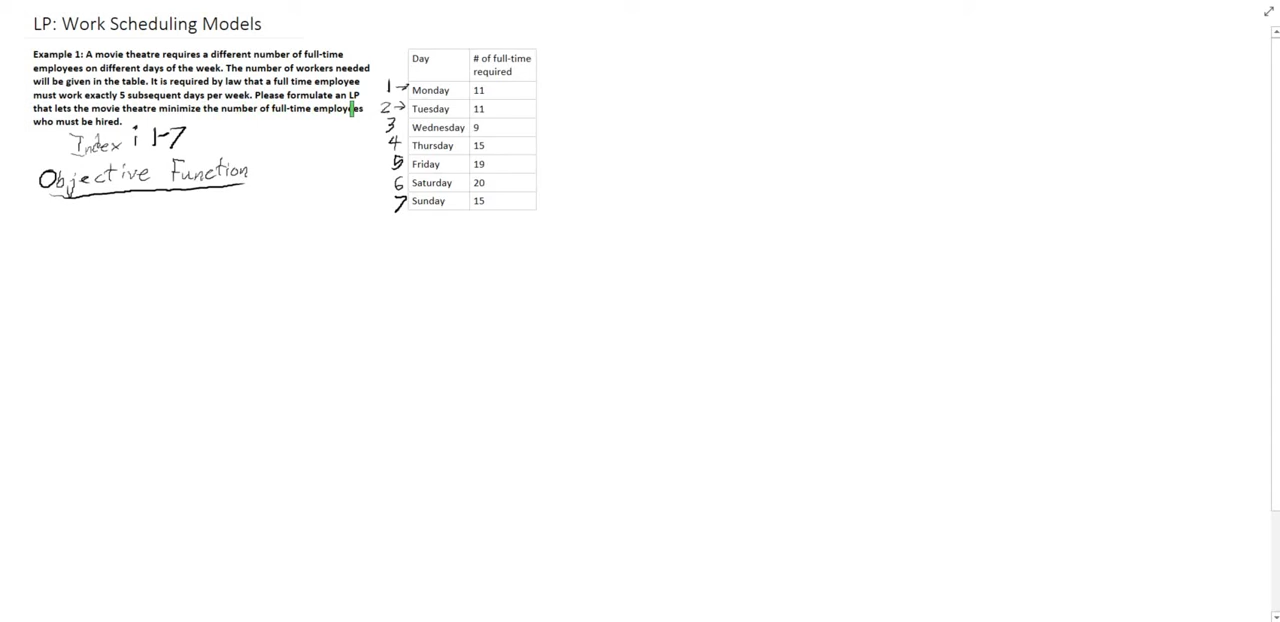 LP: Work Scheduling Models
Example 1: A movie theatre requires a different number of full-time
employees on different days of the week. The number of workers needed
will be given in the table. It is required by law that a full time employee
must work exactly 5 subsequent days per week. Please formulate an LP
that lets the movie theatre minimize the number of full-time employees
who must be hired.
Index i 1-7
Objective Function
Day # of full-time
required
1→ Monday 11
2→ Tuesday 11
3 Wednesday 9
4 Thursday 15
5 Friday 19
6 Saturday 20
7 Sunday 15